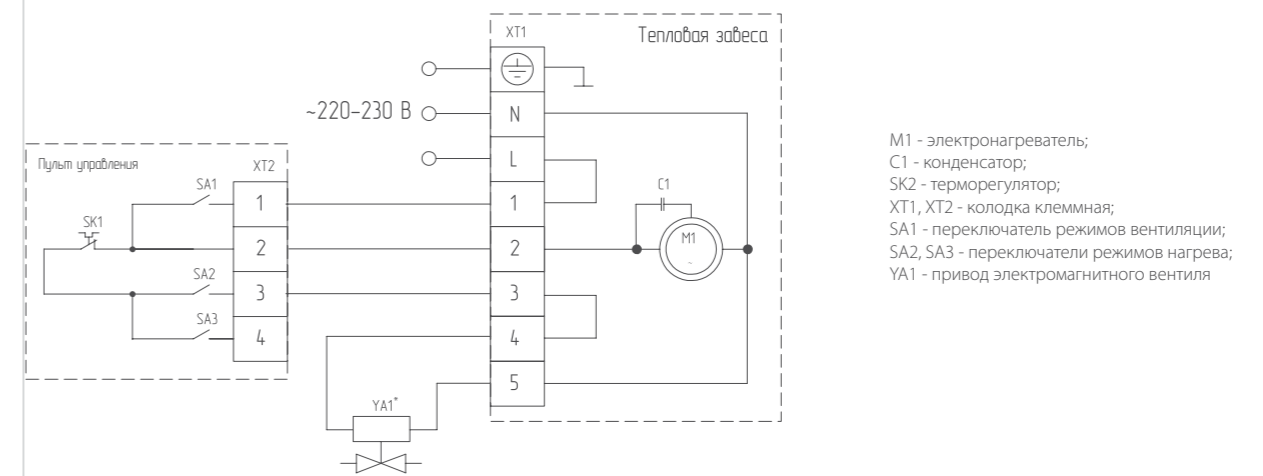 XT1
Тепловая завеса
N
~220-230 В
L
Пульт управления
XT2
SA1
1
1
C1
SK1
2
2
M1
~
SA2
3
3
SA3
4
4
5
YA1*
M1 - электронагреватель;
C1 - конденсатор;
SK2 - терморегулятор;
XT1, XT2 - колодка клеммная;
SA1 - переключатель режимов вентиляции;
SA2, SA3 - переключатели режимов нагрева;
YA1 - привод электромагнитного вентиля